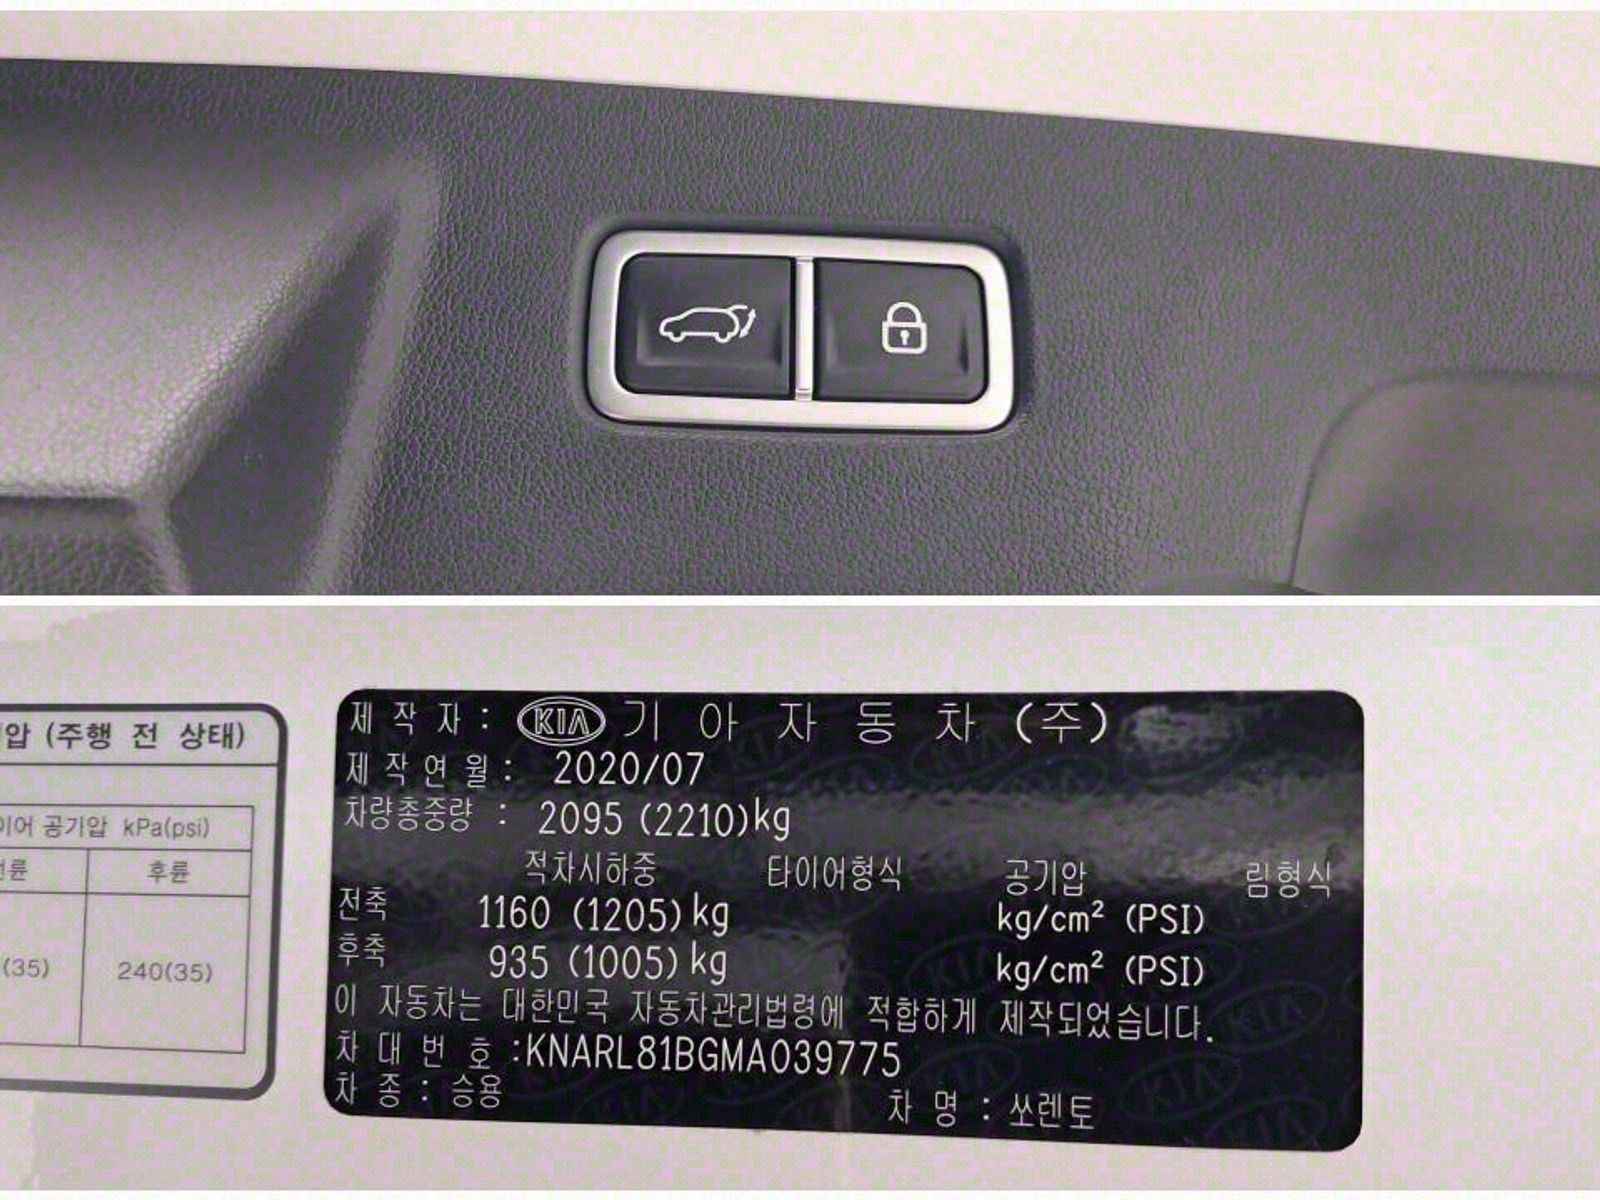 압 (주행 전 상태)
이어 공기압 kPa(psi)
전륜 후륜
(35) 240(35)
제 작 자 : KIA 기 아 자 동 차 (주)
제 작 연 월 : 2020/07
차량총중량 : 2095 (2210)kg
적차시하중 타이어형식 공기압 림형식
전축 1160 (1205)kg kg/cm² (PSI)
후축 935 (1005)kg kg/cm² (PSI)
이 자동차는 대한민국 자동차관리법령에 적합하게 제작되었습니다.
차 대 번 호 :KNARL81BGMA039775
차 종 : 승용 차 명 : 쏘렌토